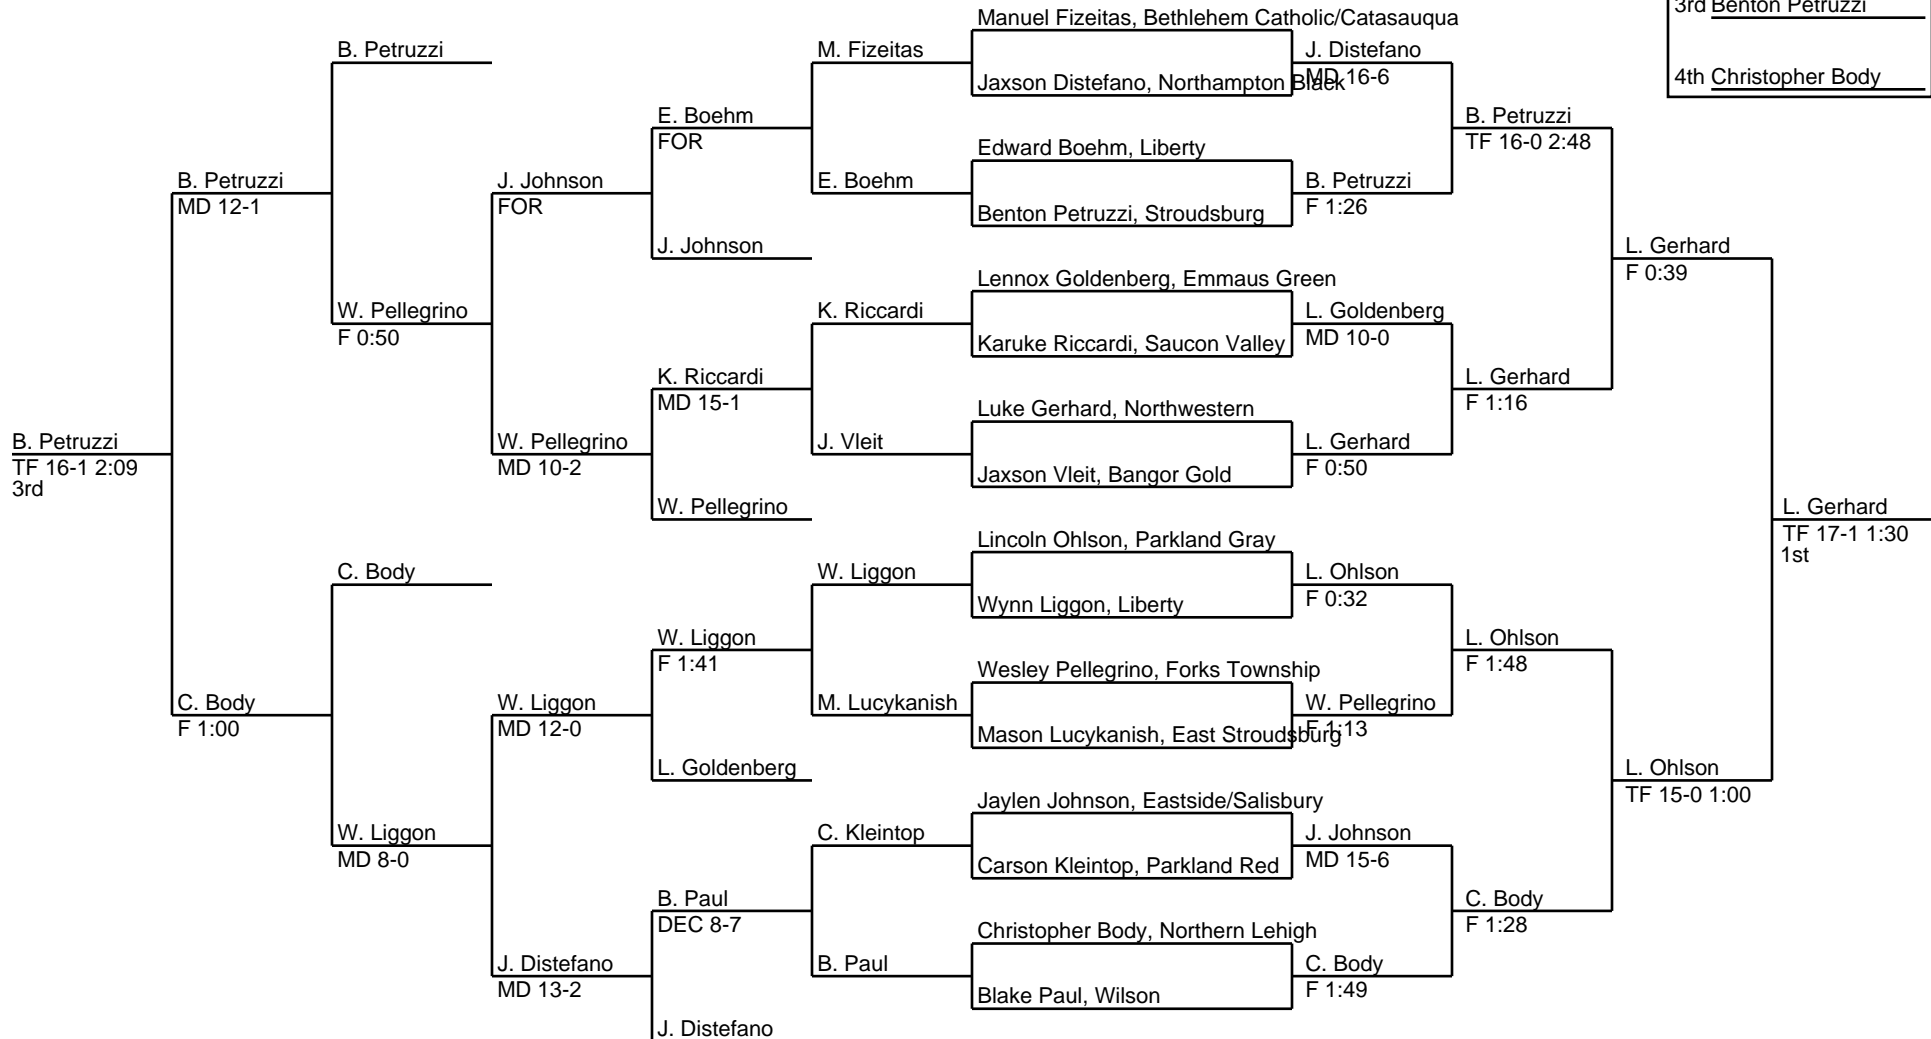 Manuel Fizeitas, Bethlehem Catholic/Catasauqua
3rd Benton Petruzzi
B. Petruzzi
M. Fizeitas
J. Distefano
MD 16-6
Jaxson Distefano, Northampton Black
4th Christopher Body
E. Boehm
FOR
B. Petruzzi
TF 16-0 2:48
Edward Boehm, Liberty
B. Petruzzi
MD 12-1
J. Johnson
FOR
E. Boehm
B. Petruzzi
F 1:26
Benton Petruzzi, Stroudsburg
J. Johnson
L. Gerhard
F 0:39
Lennox Goldenberg, Emmaus Green
W. Pellegrino
F 0:50
K. Riccardi
L. Goldenberg
MD 10-0
Karuke Riccardi, Saucon Valley
K. Riccardi
MD 15-1
L. Gerhard
F 1:16
Luke Gerhard, Northwestern
B. Petruzzi
TF 16-1 2:09
3rd
W. Pellegrino
MD 10-2
J. Vleit
L. Gerhard
F 0:50
Jaxson Vleit, Bangor Gold
W. Pellegrino
L. Gerhard
TF 17-1 1:30
1st
Lincoln Ohlson, Parkland Gray
C. Body
W. Liggon
L. Ohlson
F 0:32
Wynn Liggon, Liberty
W. Liggon
F 1:41
L. Ohlson
F 1:48
Wesley Pellegrino, Forks Township
C. Body
F 1:00
W. Liggon
MD 12-0
M. Lucykanish
W. Pellegrino
F 1:13
Mason Lucykanish, East Stroudsburg
L. Goldenberg
L. Ohlson
TF 15-0 1:00
Jaylen Johnson, Eastside/Salisbury
W. Liggon
MD 8-0
C. Kleintop
J. Johnson
MD 15-6
Carson Kleintop, Parkland Red
B. Paul
DEC 8-7
C. Body
F 1:28
Christopher Body, Northern Lehigh
J. Distefano
MD 13-2
B. Paul
C. Body
F 1:49
Blake Paul, Wilson
J. Distefano